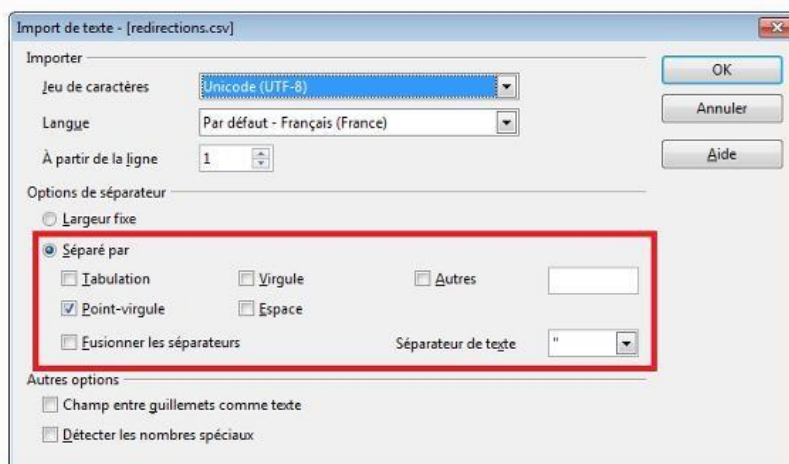 Import de texte - [redirections.csv]
Importer
OK
Jeu de caractères Unicode (UTF-8)
Annuler
Langue Par défaut - Français (France)
À partir de la ligne 1
Aide
Options de séparateur
Largeur fixe
Séparé par
Tabulation Virgule Autres
Point-virgule Espace
Fusionner les séparateurs Séparateur de texte "
Autres options
Champ entre guillemets comme texte
Détecter les nombres spéciaux